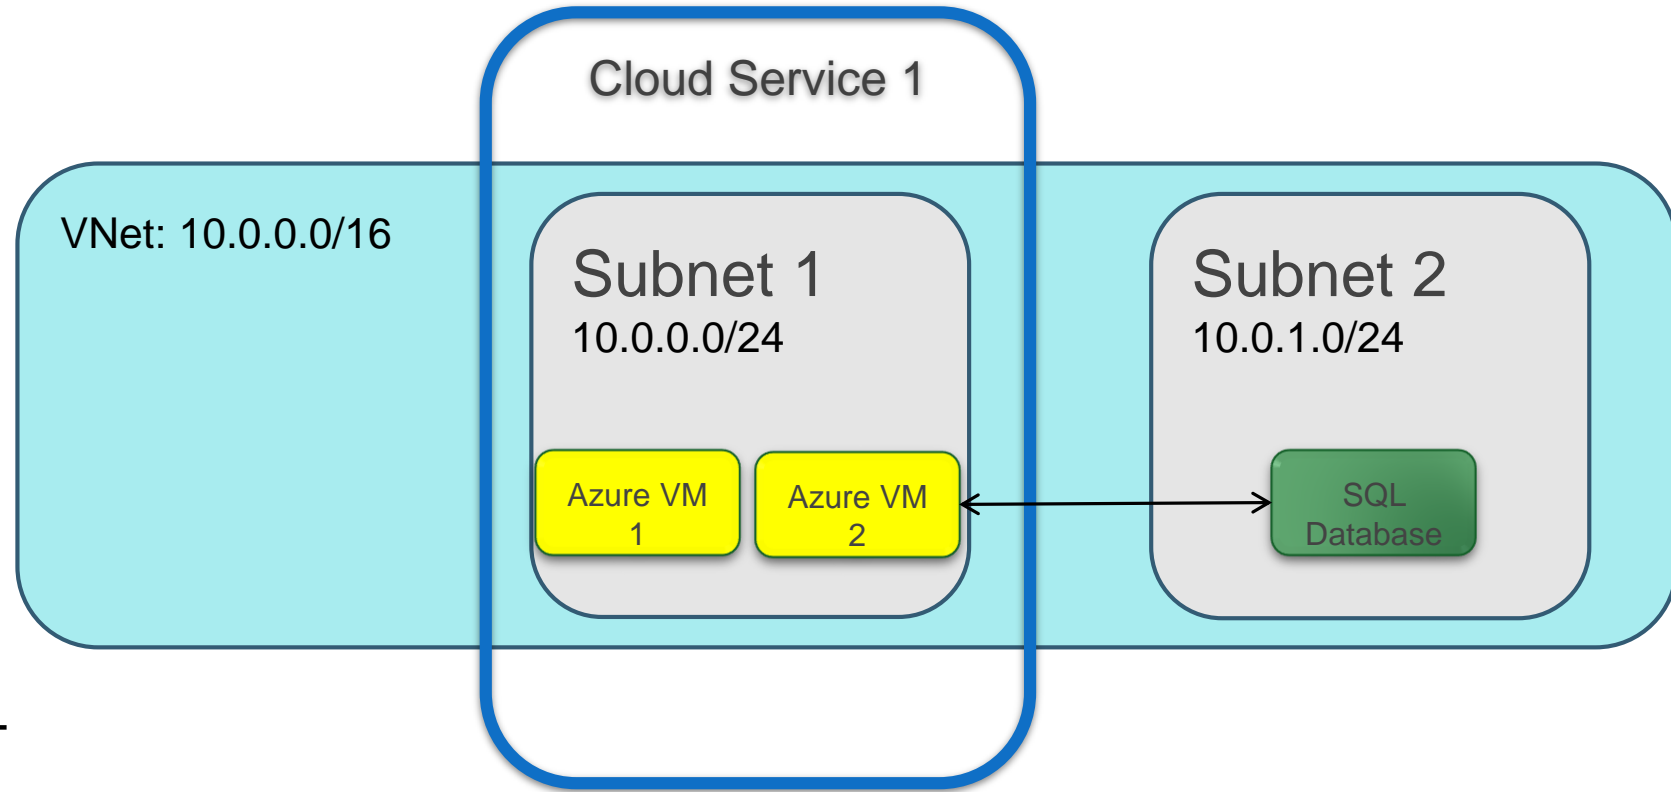 Cloud Service 1
VNet: 10.0.0.0/16
Subnet 1
10.0.0.0/24
Azure VM
1
Azure VM
2
Subnet 2
10.0.1.0/24
SQL
Database